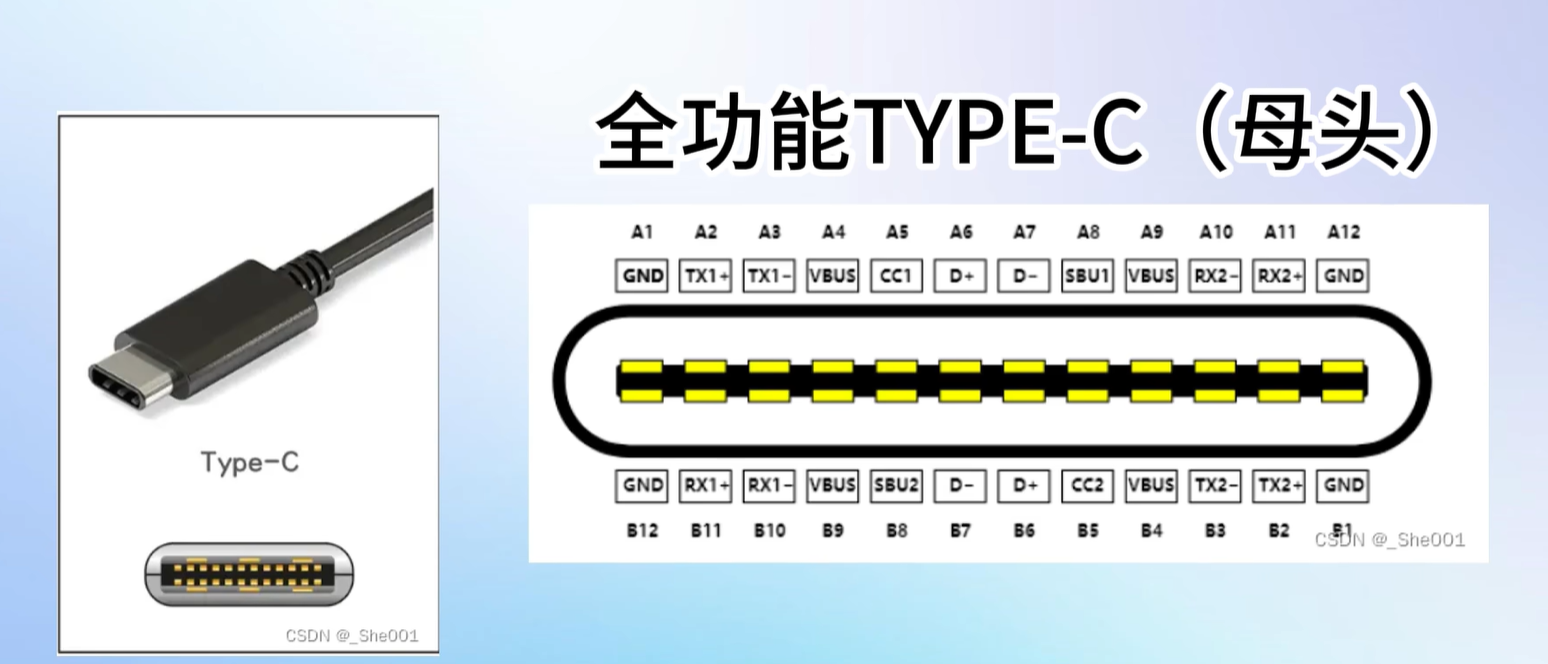 全功能TYPE-C（母头）
A1 A2 A3 A4 A5 A6 A7 A8 A9 A10 A11 A12
GND TX1+ TX1- VBUS CC1 D+ D- SBU1 VBUS RX2- RX2+ GND
GND RX1+ RX1- VBUS SBU2 D- D+ CC2 VBUS TX2- TX2+ GND
B12 B11 B10 B9 B8 B7 B6 B5 B4 B3 B2 B1
CSDN @_She001
Type-C
CSDN @_She001